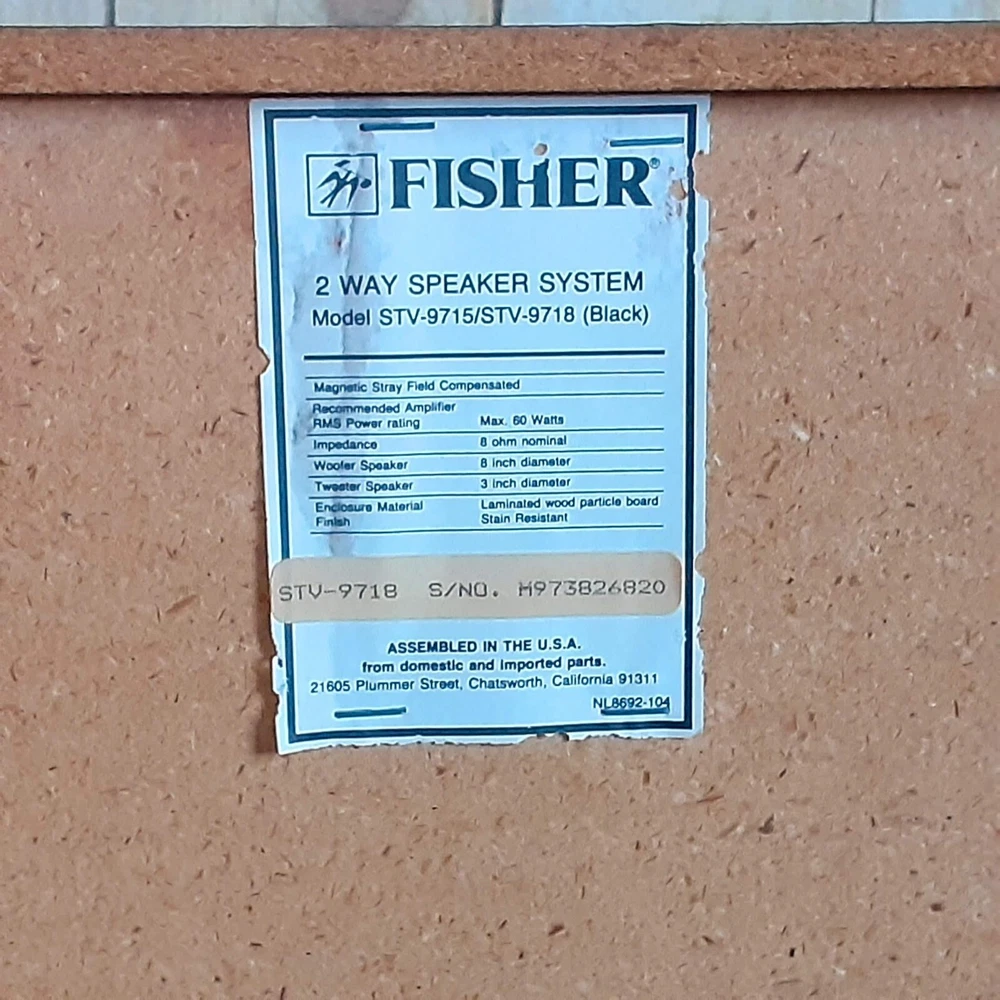 FISHER®
2 WAY SPEAKER SYSTEM
Model STV-9715/STV-9718 (Black)
Magnetic Stray Field Compensated
Recommended Amplifier
RMS Power rating Max. 60 Watts
Impedance 8 ohm nominal
Woofer Speaker 8 inch diameter
Tweeter Speaker 3 inch diameter
Enclosure Material Laminated wood particle board
Finish Stain Resistant
STV-9718 S/NO. M973826820
ASSEMBLED IN THE U.S.A.
from domestic and imported parts.
21605 Plummer Street, Chatsworth, California 91311
NL8692-104